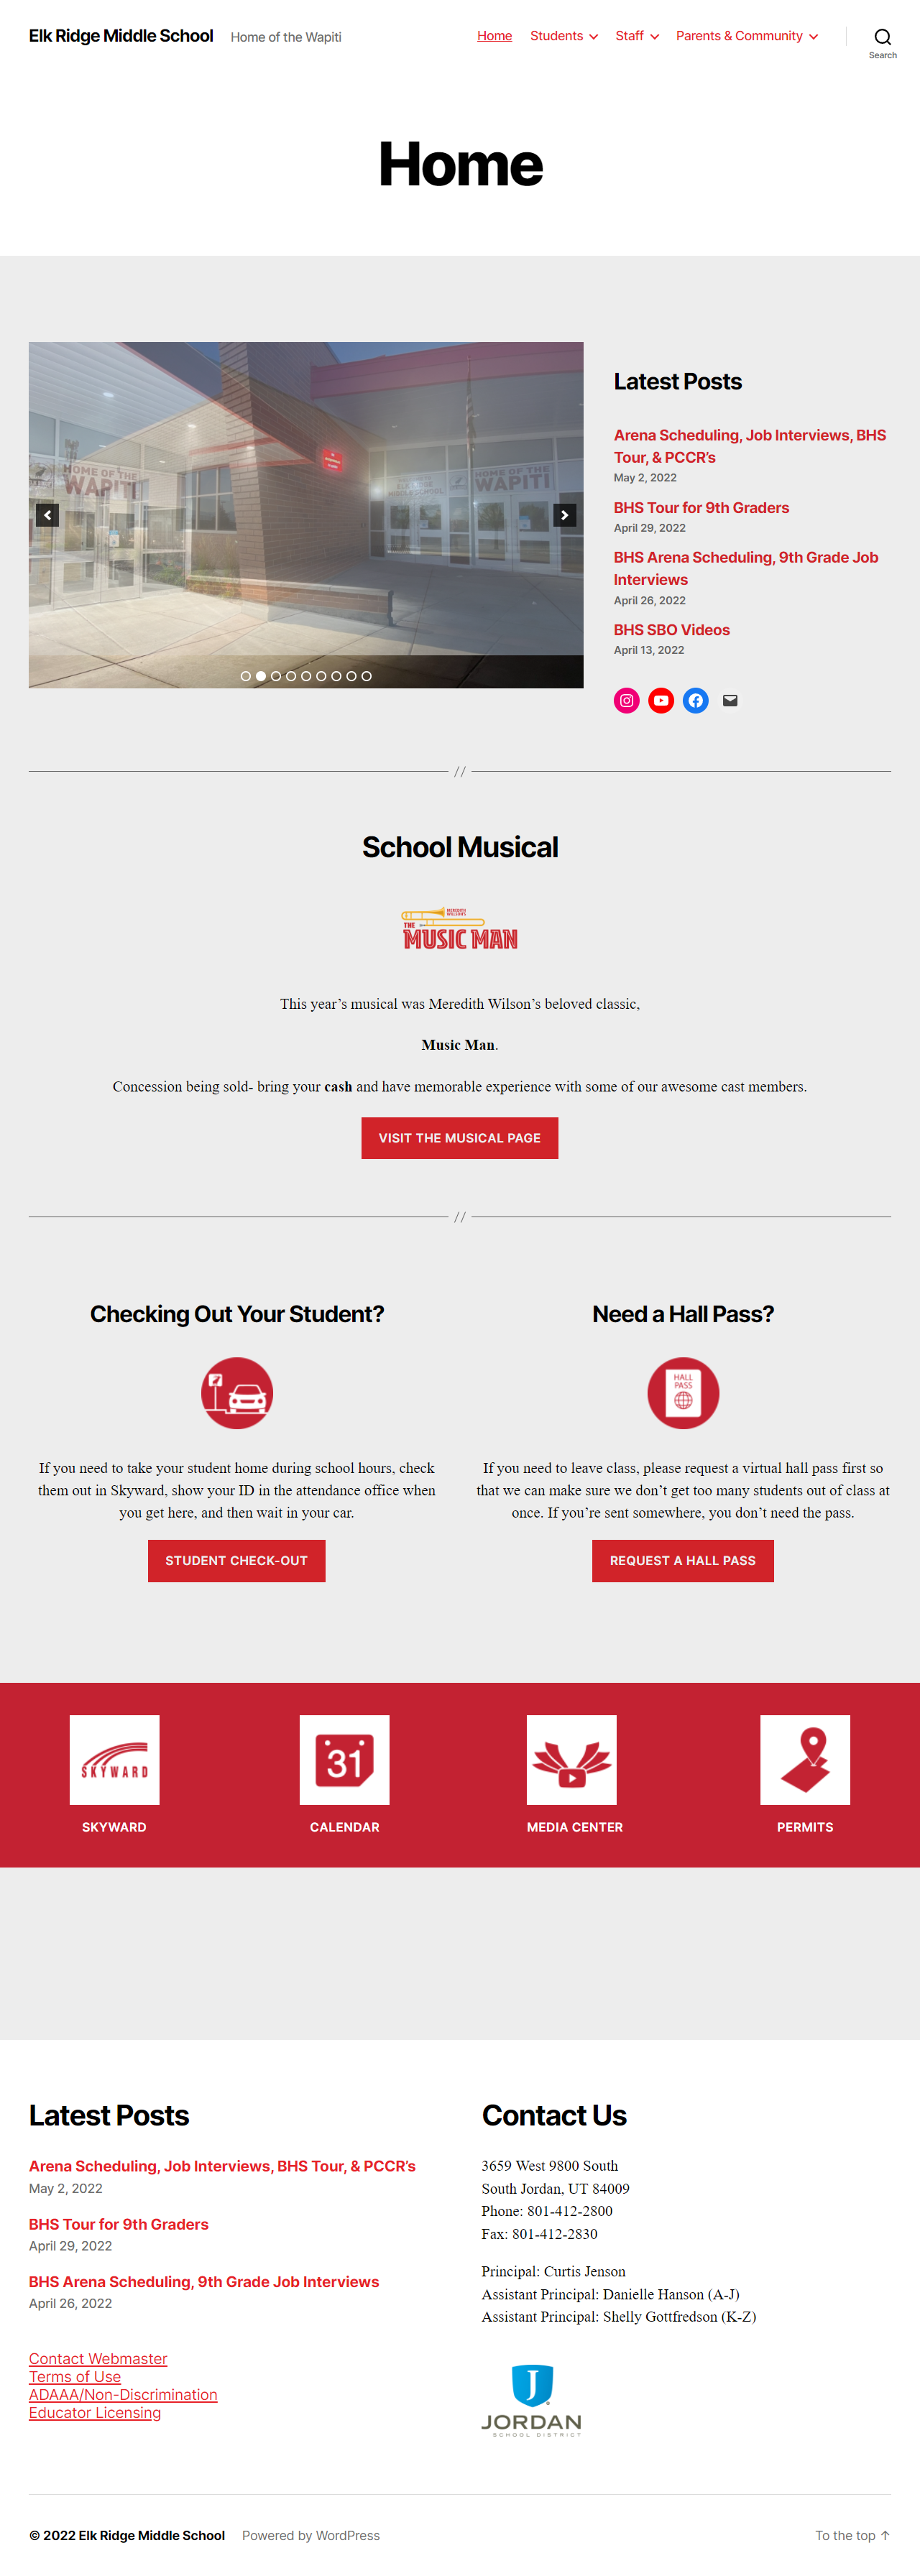 Elk Ridge Middle School
Home of the Wapiti
Home
Students
Staff
Parents & Community
Search
Home
HOME OF THE
WAPITI
HOME OF THE
WAPITI
Latest Posts
Arena Scheduling, Job Interviews, BHS
Tour, & PCCR’s
May 2, 2022
BHS Tour for 9th Graders
April 29, 2022
BHS Arena Scheduling, 9th Grade Job
Interviews
April 26, 2022
BHS SBO Videos
April 13, 2022
//
School Musical
MEREDITH
WILLSON'S
THE
MUSIC MAN
This year’s musical was Meredith Wilson’s beloved classic,
Music Man.
Concession being sold- bring your cash and have memorable experience with some of our awesome cast members.
VISIT THE MUSICAL PAGE
//
Checking Out Your Student?
If you need to take your student home during school hours, check
them out in Skyward, show your ID in the attendance office when
you get here, and then wait in your car.
STUDENT CHECK-OUT
Need a Hall Pass?
HALL
PASS
If you need to leave class, please request a virtual hall pass first so
that we can make sure we don’t get too many students out of class at
once. If you’re sent somewhere, you don’t need the pass.
REQUEST A HALL PASS
SKYWARD
SKYWARD
31
CALENDAR
MEDIA CENTER
PERMITS
Latest Posts
Arena Scheduling, Job Interviews, BHS Tour, & PCCR’s
May 2, 2022
BHS Tour for 9th Graders
April 29, 2022
BHS Arena Scheduling, 9th Grade Job Interviews
April 26, 2022
Contact Webmaster
Terms of Use
ADAAA/Non-Discrimination
Educator Licensing
Contact Us
3659 West 9800 South
South Jordan, UT 84009
Phone: 801-412-2800
Fax: 801-412-2830
Principal: Curtis Jenson
Assistant Principal: Danielle Hanson (A-J)
Assistant Principal: Shelly Gottfredson (K-Z)
J
JORDAN
SCHOOL DISTRICT
© 2022 Elk Ridge Middle School
Powered by WordPress
To the top ↑